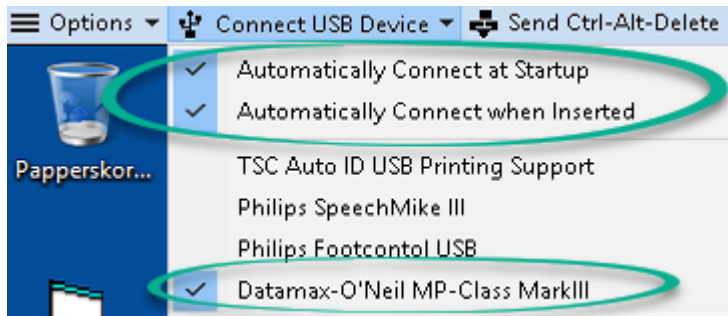 Options Connect USB Device Send Ctrl-Alt-Delete
Automatically Connect at Startup
Automatically Connect when Inserted
Papperskor...
TSC Auto ID USB Printing Support
Philips SpeechMike III
Philips Footcontol USB
Datamax-O'Neil MP-Class MarkIII